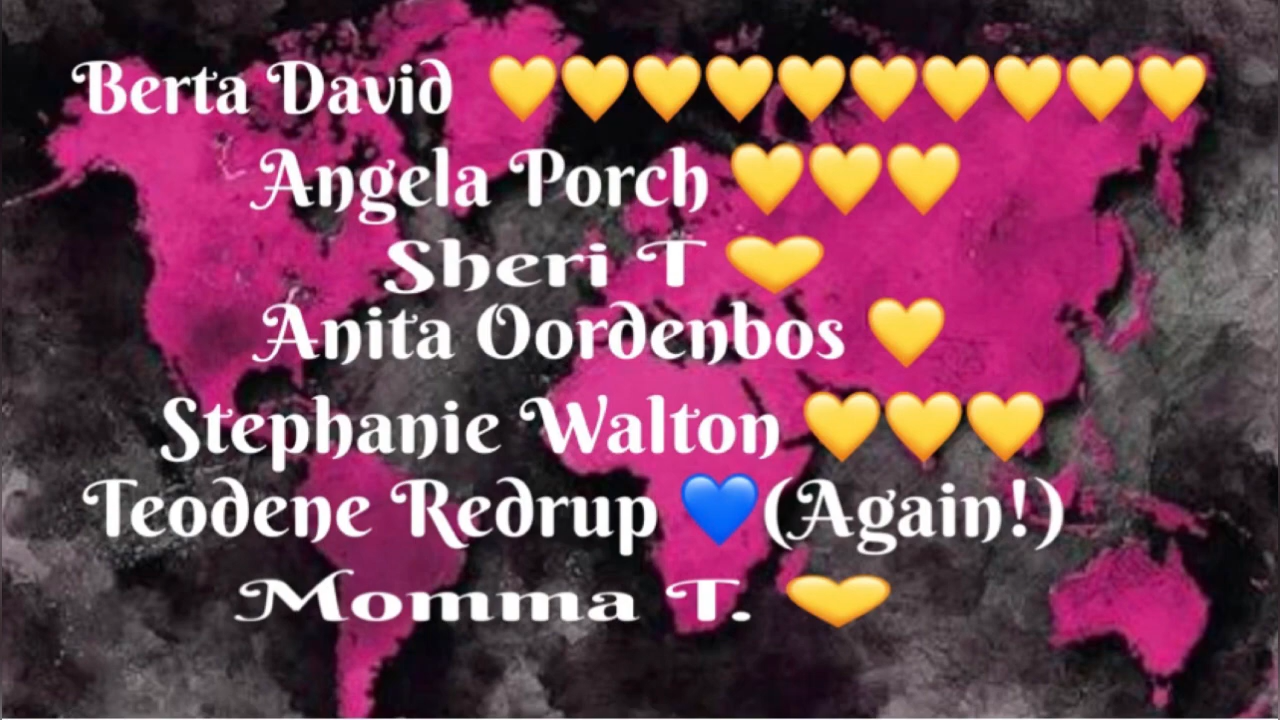 Berta David 💛💛💛💛💛💛💛💛💛💛
Angela Porch 💛💛💛
Sheri T 💛
Anita Oordenbos 💛
Stephanie Walton 💛💛💛
Teodene Redrup 💙(Again!)
Momma T. 💛